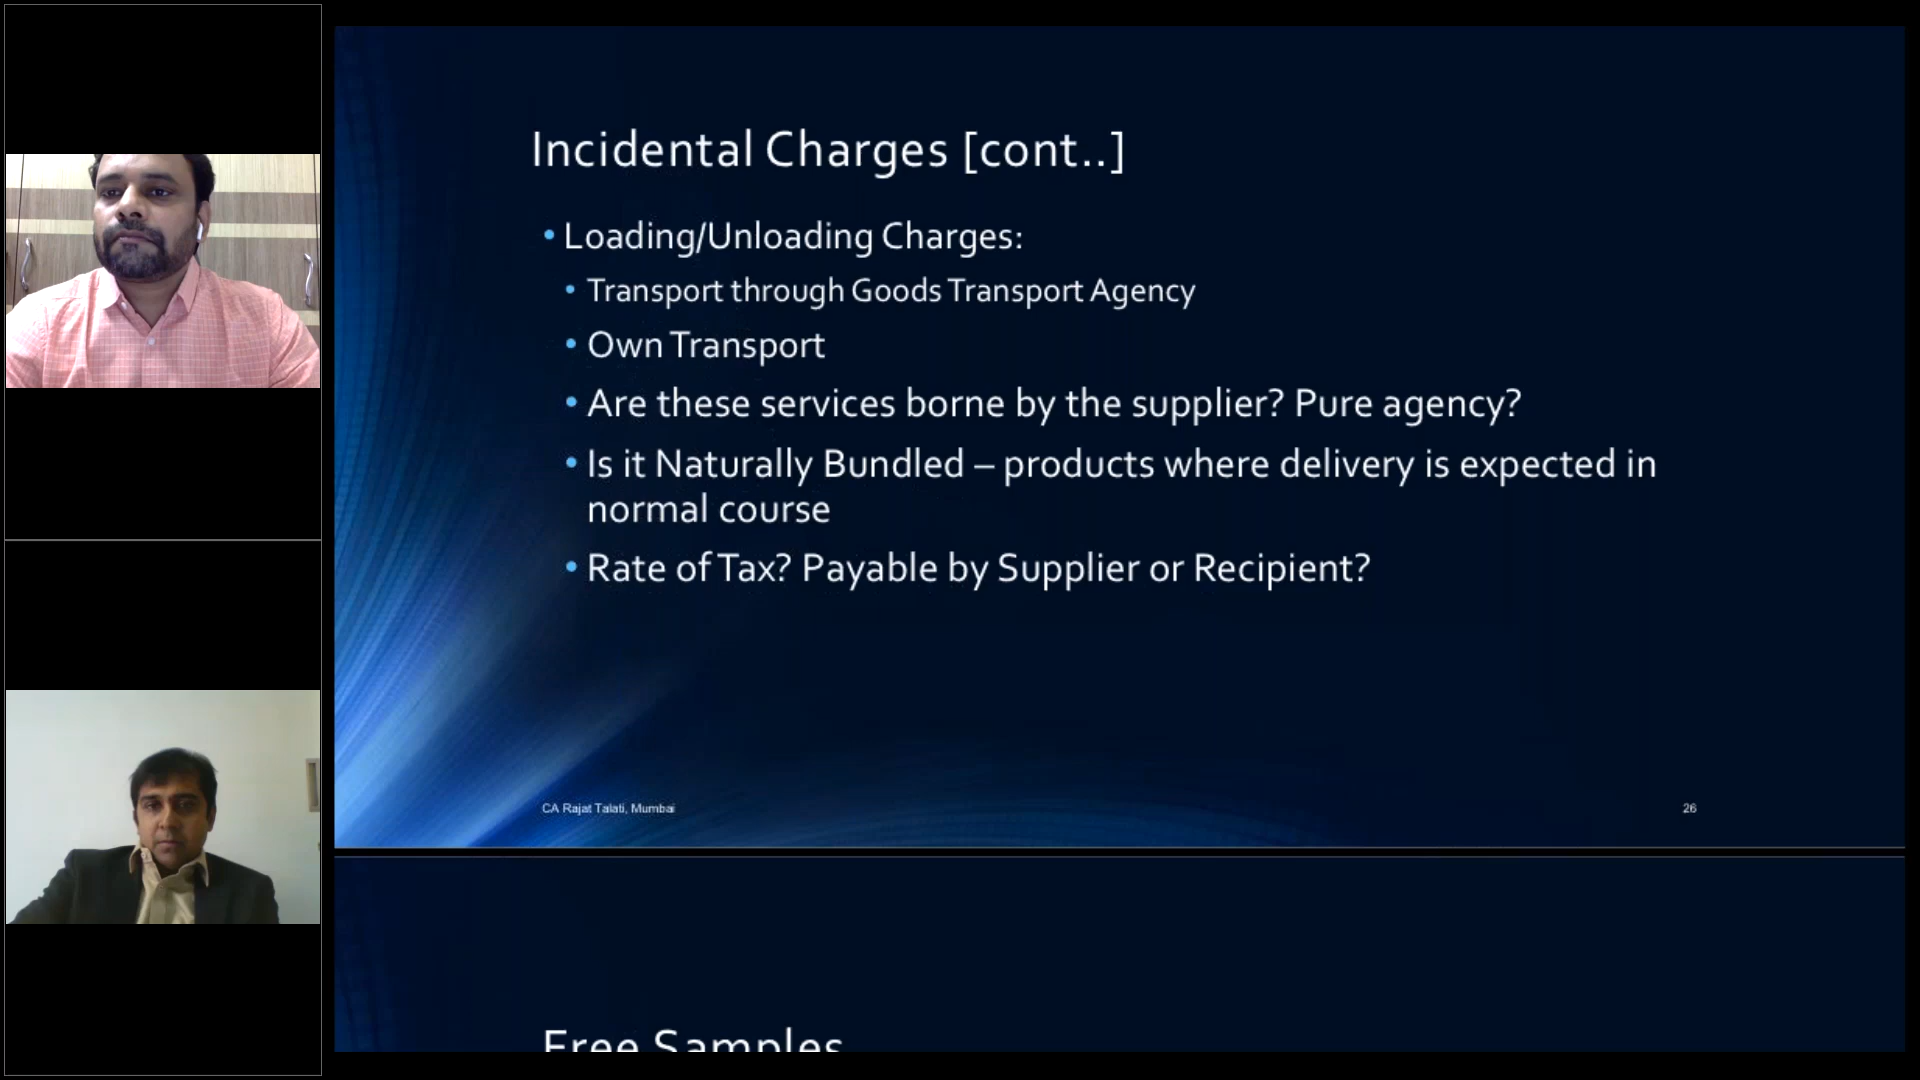 Incidental Charges [cont..]
• Loading/Unloading Charges:
• Transport through Goods Transport Agency
• Own Transport
• Are these services borne by the supplier? Pure agency?
• Is it Naturally Bundled – products where delivery is expected in
normal course
• Rate of Tax? Payable by Supplier or Recipient?
CA Rajat Talati, Mumbai
26
Free Samples